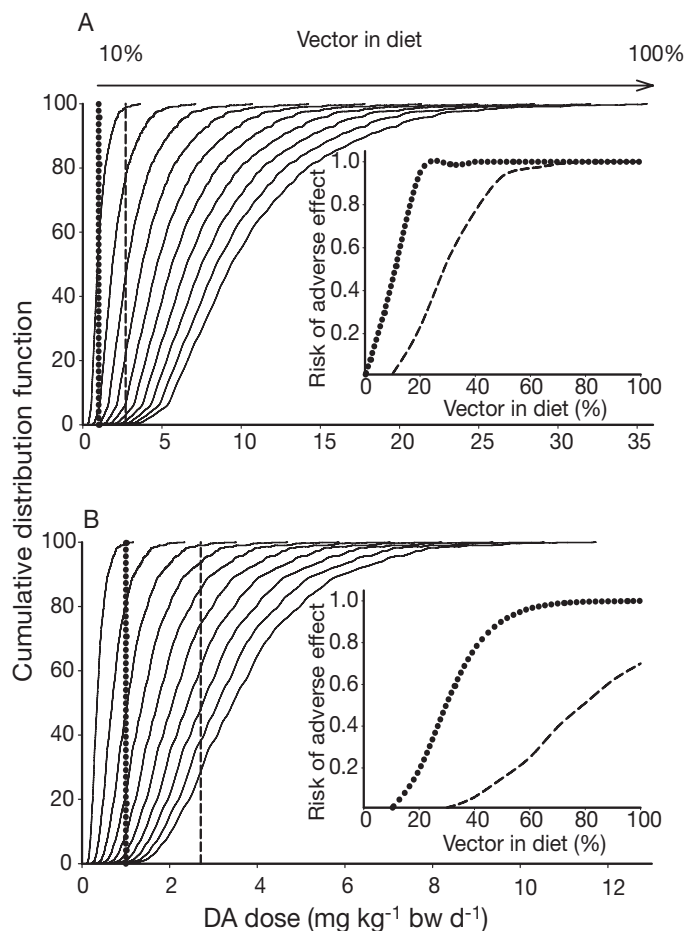 A
Vector in diet
10%
100%
100
80
60
40
20
0
0 5 10 15 20 25 30 35
1.0
0.8
0.6
0.4
0.2
0 20 40 60 80 100
Risk of adverse effect
Vector in diet (%)
Cumulative distribution function
B
100
80
60
40
20
0
0 2 4 6 8 10 12
1.0
0.8
0.6
0.4
0.2
0 20 40 60 80 100
Risk of adverse effect
Vector in diet (%)
DA dose (mg kg⁻¹ bw d⁻¹)